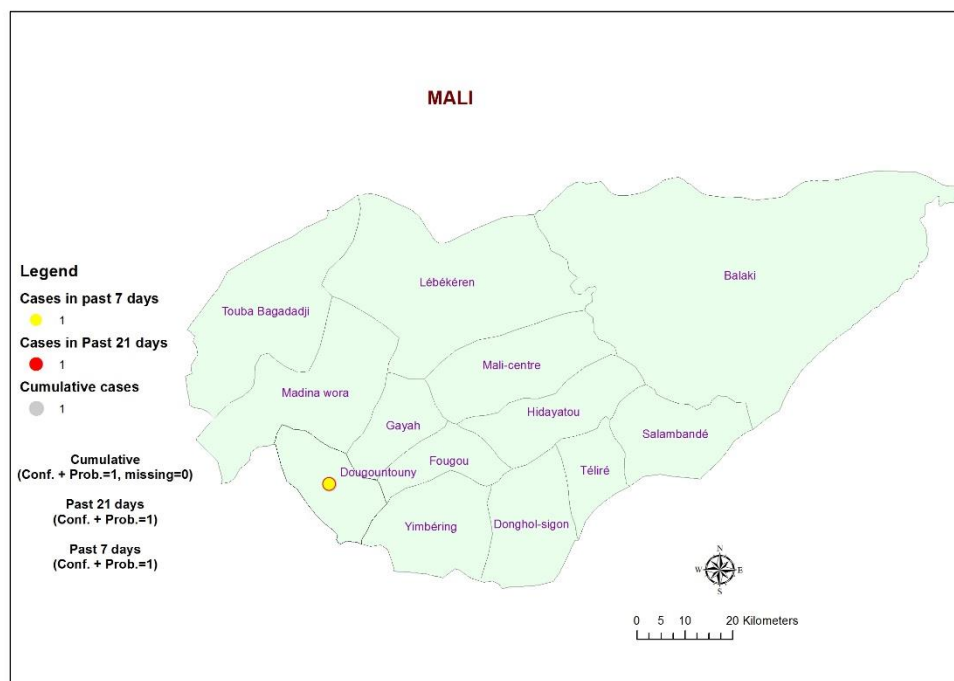 MALI
Balaki
Lébékéren
Touba Bagadadji
Mali-centre
Madina wora
Hidayatou
Gayah
Salambandé
Fougou
Dougountouny
Téliré
Yimbéring
Donghol-sigon
Legend
Cases in past 7 days
1
Cases in Past 21 days
1
Cumulative cases
1
Cumulative
(Conf. + Prob.=1, missing=0)
Past 21 days
(Conf. + Prob.=1)
Past 7 days
(Conf. + Prob.=1)
N
W E
S
0 5 10 20 Kilometers